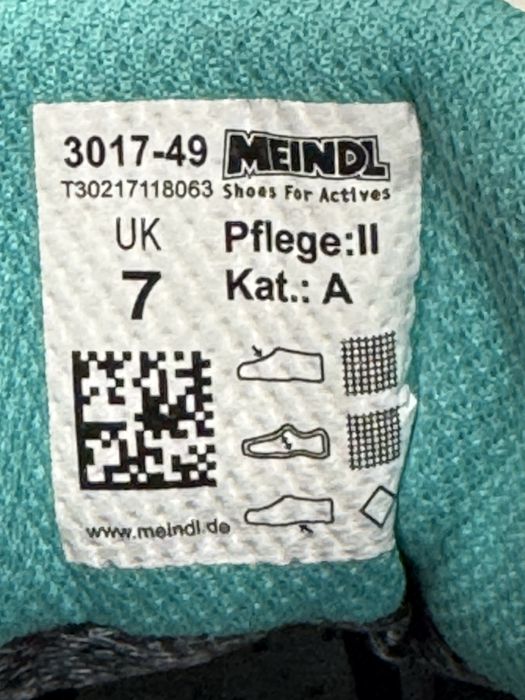 3017-49 MEINDL
T30217118063 Shoes For Actives
UK Pflege:II
7 Kat.: A
www.meindl.de